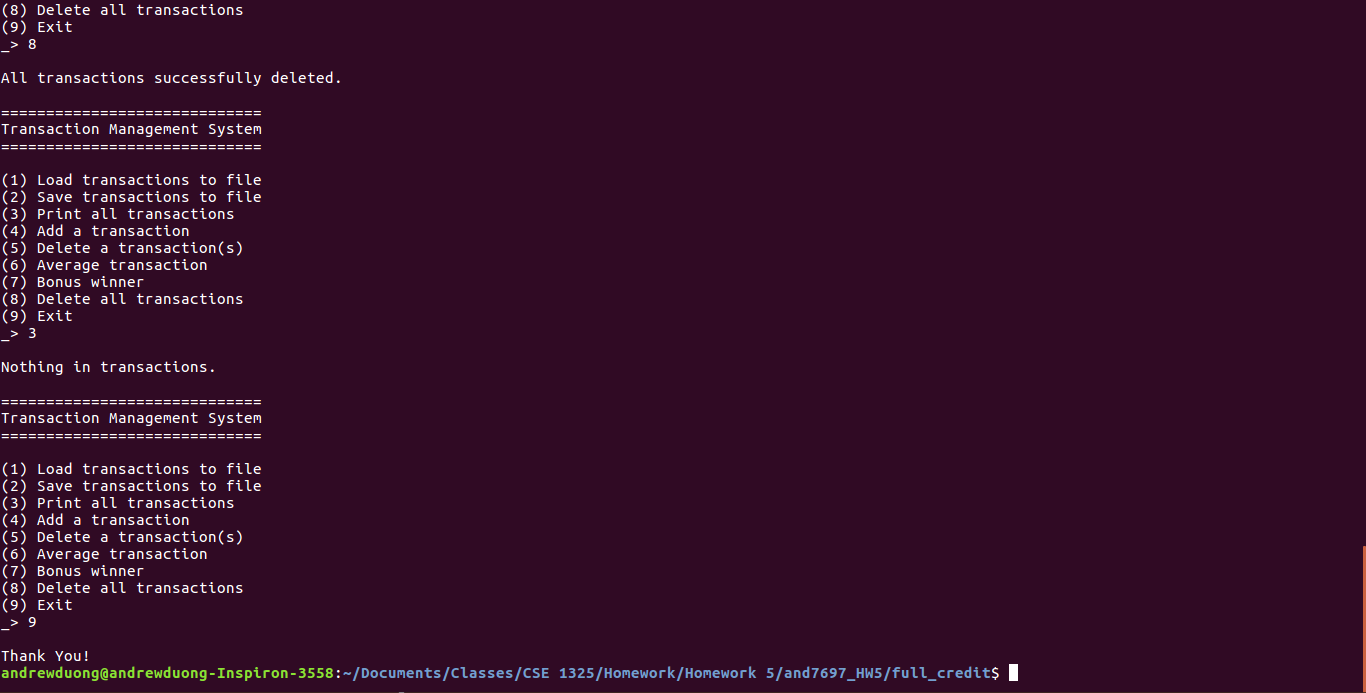 (8) Delete all transactions
(9) Exit
_> 8
All transactions successfully deleted.
=============================
Transaction Management System
=============================
(1) Load transactions to file
(2) Save transactions to file
(3) Print all transactions
(4) Add a transaction
(5) Delete a transaction(s)
(6) Average transaction
(7) Bonus winner
(8) Delete all transactions
(9) Exit
_> 3
Nothing in transactions.
=============================
Transaction Management System
=============================
(1) Load transactions to file
(2) Save transactions to file
(3) Print all transactions
(4) Add a transaction
(5) Delete a transaction(s)
(6) Average transaction
(7) Bonus winner
(8) Delete all transactions
(9) Exit
_> 9
Thank You!
andrewduong@andrewduong-Inspiron-3558:~/Documents/Classes/CSE 1325/Homework/Homework 5/and7697_HW5/full_credit$